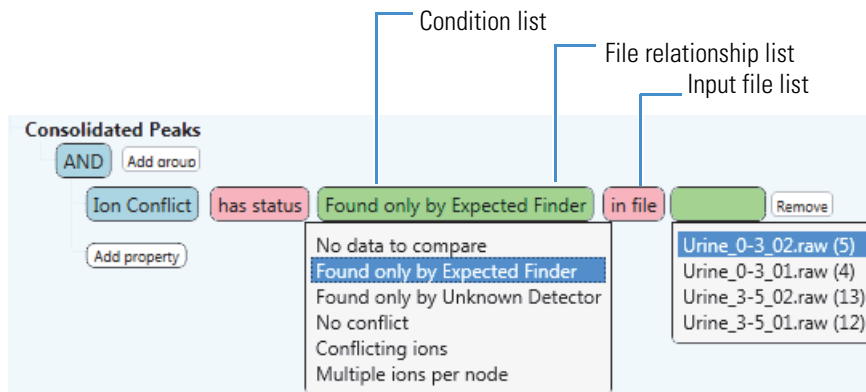 Condition list
File relationship list
Input file list
Consolidated Peaks
AND Add group
Ion Conflict has status Found only by Expected Finder in file Remove
Add property
No data to compare
Found only by Expected Finder
Found only by Unknown Detector
No conflict
Conflicting ions
Multiple ions per node
Urine_0-3_02.raw (5)
Urine_0-3_01.raw (4)
Urine_3-5_02.raw (13)
Urine_3-5_01.raw (12)